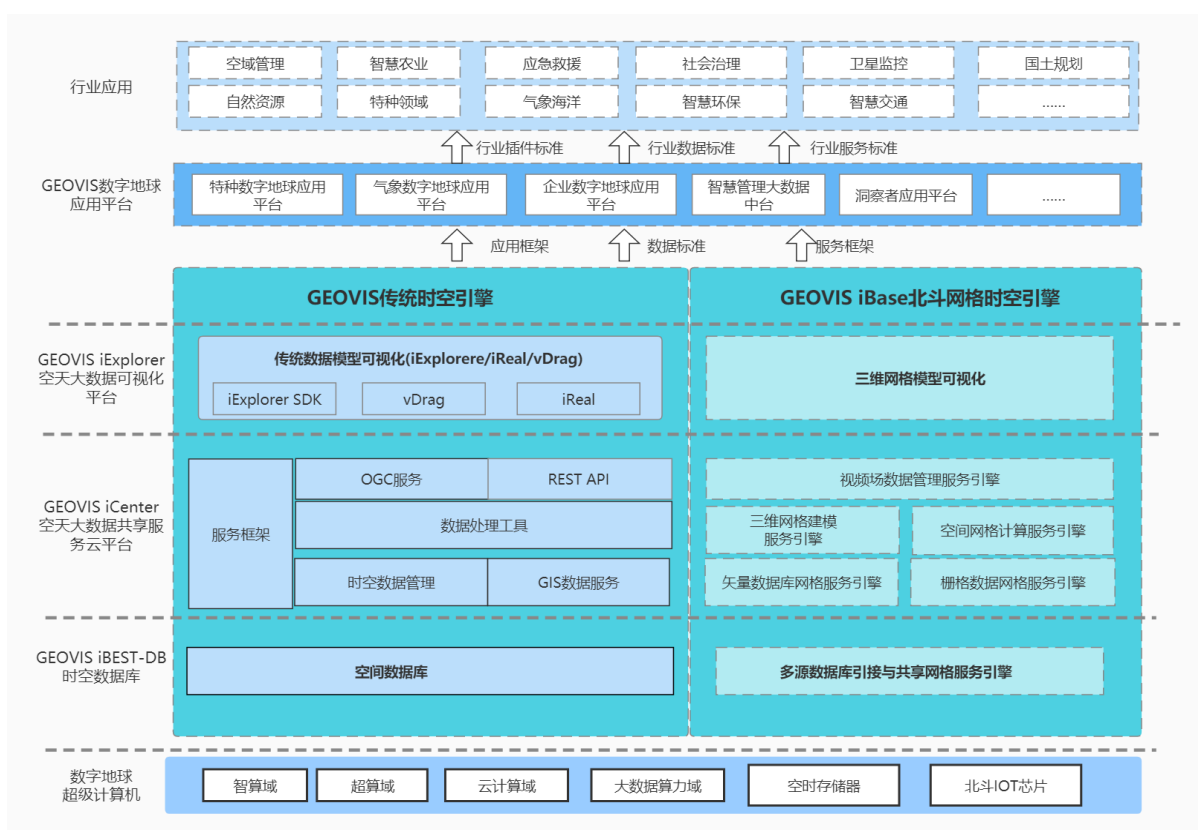 行业应用
空域管理
智慧农业
应急救援
社会治理
卫星监控
国土规划
自然资源
特种领域
气象海洋
智慧环保
智慧交通
......
行业插件标准
行业数据标准
行业服务标准
GEOVIS数字地球
应用平台
特种数字地球应用
平台
气象数字地球应用
平台
企业数字地球应用
平台
智慧管理大数据
中台
洞察者应用平台
......
应用框架
数据标准
服务框架
GEOVIS传统时空引擎
GEOVIS iBase北斗网格时空引擎
GEOVIS iExplorer
空天大数据可视化
平台
传统数据模型可视化(iExplorere/iReal/vDrag)
iExplorer SDK
vDrag
iReal
三维网格模型可视化
GEOVIS iCenter
空天大数据共享服
务云平台
服务框架
OGC服务
REST API
数据处理工具
时空数据管理
GIS数据服务
视频场数据管理服务引擎
三维网格建模
服务引擎
空间网格计算服务引擎
矢量数据库网格服务引擎
栅格数据网格服务引擎
GEOVIS iBEST-DB
时空数据库
空间数据库
多源数据库引接与共享网格服务引擎
数字地球
超级计算机
智算域
超算域
云计算域
大数据算力域
空时存储器
北斗IOT芯片